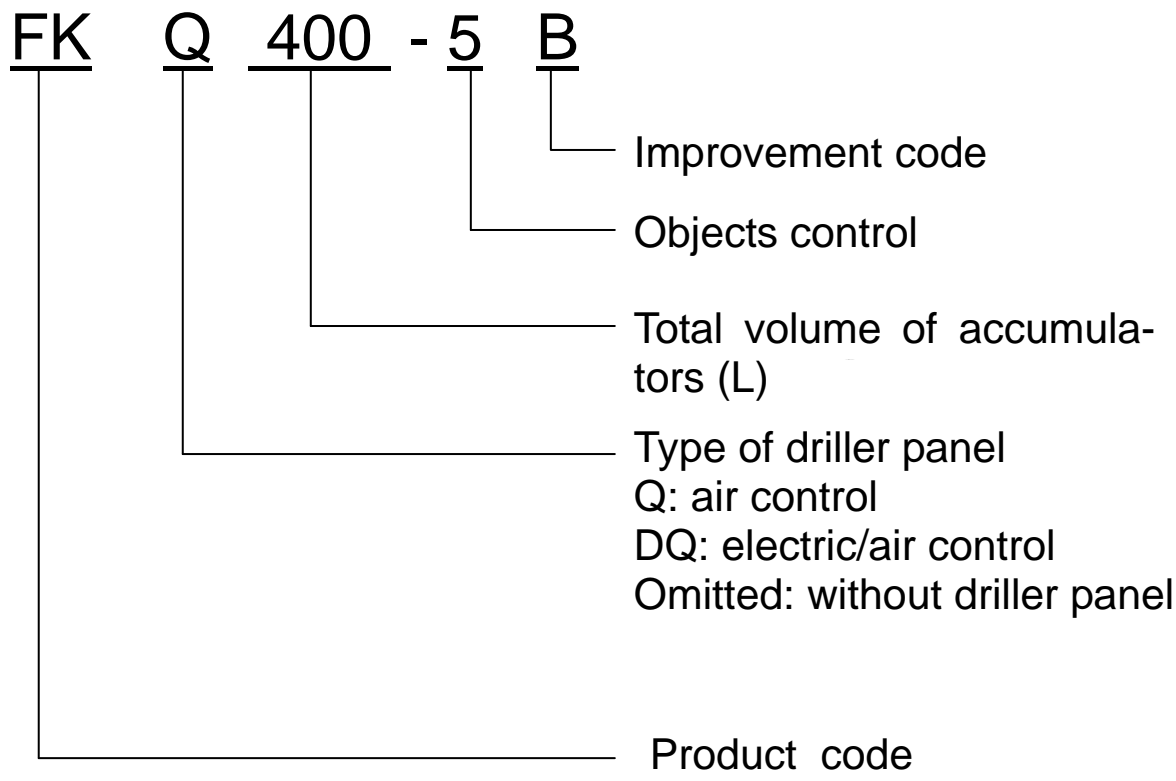 FK Q 400 - 5 B
Improvement code
Objects control
Total volume of accumula-
tors (L)
Type of driller panel
Q: air control
DQ: electric/air control
Omitted: without driller panel
Product code